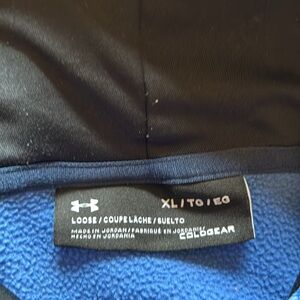 XL / TG / EG
LOOSE / COUPE LÂCHE / SUELTO
MADE IN JORDAN / FABRIQUÉ EN JORDANIE
HECHO EN JORDANIA
COLDGEAR